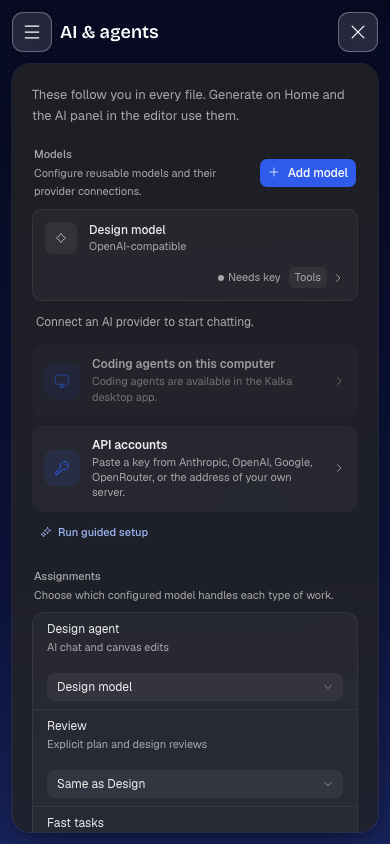 AI & agents
These follow you in every file. Generate on Home and
the AI panel in the editor use them.
Models
Configure reusable models and their
provider connections.
Add model
Design model
OpenAI-compatible
Needs key
Tools
Connect an AI provider to start chatting.
Coding agents on this computer
Coding agents are available in the Kalka
desktop app.
API accounts
Paste a key from Anthropic, OpenAI, Google,
OpenRouter, or the address of your own
server.
Run guided setup
Assignments
Choose which configured model handles each type of work.
Design agent
AI chat and canvas edits
Design model
Review
Explicit plan and design reviews
Same as Design
Fast tasks